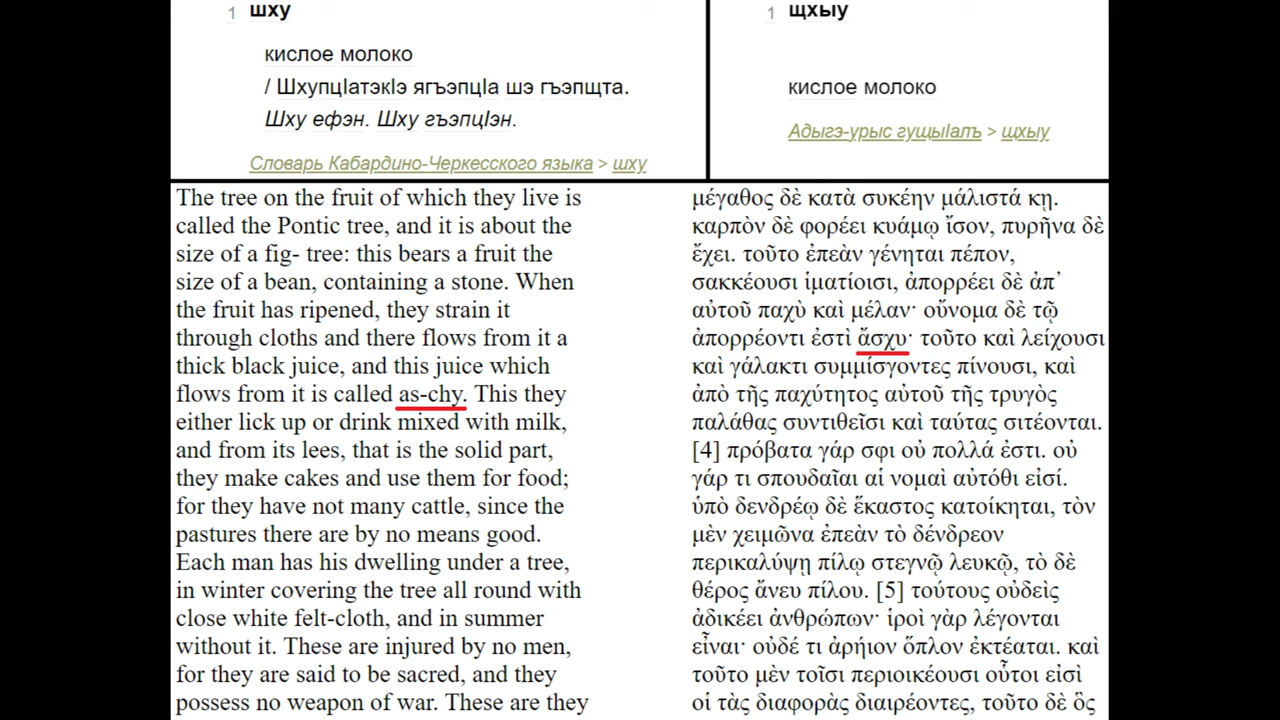 1 шху
кислое молоко
/ ШхупцIатэкIэ ягъэпцIа шэ гъэпщта.
Шху ефэн. Шху гъэпцIэн.
Словарь Кабардино-Черкесского языка > шху
1 щхыу
кислое молоко
Адыгэ-урыс гущыIалъ > щхыу
The tree on the fruit of which they live is
called the Pontic tree, and it is about the
size of a fig- tree: this bears a fruit the
size of a bean, containing a stone. When
the fruit has ripened, they strain it
through cloths and there flows from it a
thick black juice, and this juice which
flows from it is called as-chy. This they
either lick up or drink mixed with milk,
and from its lees, that is the solid part,
they make cakes and use them for food;
for they have not many cattle, since the
pastures there are by no means good.
Each man has his dwelling under a tree,
in winter covering the tree all round with
close white felt-cloth, and in summer
without it. These are injured by no men,
for they are said to be sacred, and they
possess no weapon of war. These are they
μέγαθος δὲ κατὰ συκέην μάλιστά κῃ.
καρπὸν δὲ φορέει κυάμῳ ἴσον, πυρῆνα δὲ
ἔχει. τοῦτο ἐπεὰν γένηται πέπον,
σακκέουσι ἱματίοισι, ἀπορρέει δὲ ἀπ᾽
αὐτοῦ παχὺ καὶ μέλαν· οὔνομα δὲ τῷ
ἀπορρέοντι ἐστὶ ἄσχυ· τοῦτο καὶ λείχουσι
καὶ γάλακτι συμμίσγοντες πίνουσι, καὶ
ἀπὸ τῆς παχύτητος αὐτοῦ τῆς τρυγὸς
παλάθας συντιθεῖσι καὶ ταύτας σιτέονται.
[4] πρόβατα γάρ σφι οὐ πολλά ἐστι. οὐ
γάρ τι σπουδαῖαι αἱ νομαὶ αὐτόθι εἰσί.
ὑπὸ δενδρέῳ δὲ ἕκαστος κατοίκηται, τὸν
μὲν χειμῶνα ἐπεὰν τὸ δένδρεον
περικαλύψῃ πίλῳ στεγνῷ λευκῷ, τὸ δὲ
θέρος ἄνευ πίλου. [5] τούτους οὐδεὶς
ἀδικέει ἀνθρώπων· ἱροὶ γὰρ λέγονται
εἶναι· οὐδέ τι ἀρήιον ὅπλον ἐκτέαται. καὶ
τοῦτο μὲν τοῖσι περιοικέουσι οὗτοι εἰσὶ
οἱ τὰς διαφορὰς διαιρέοντες, τοῦτο δὲ ὃς